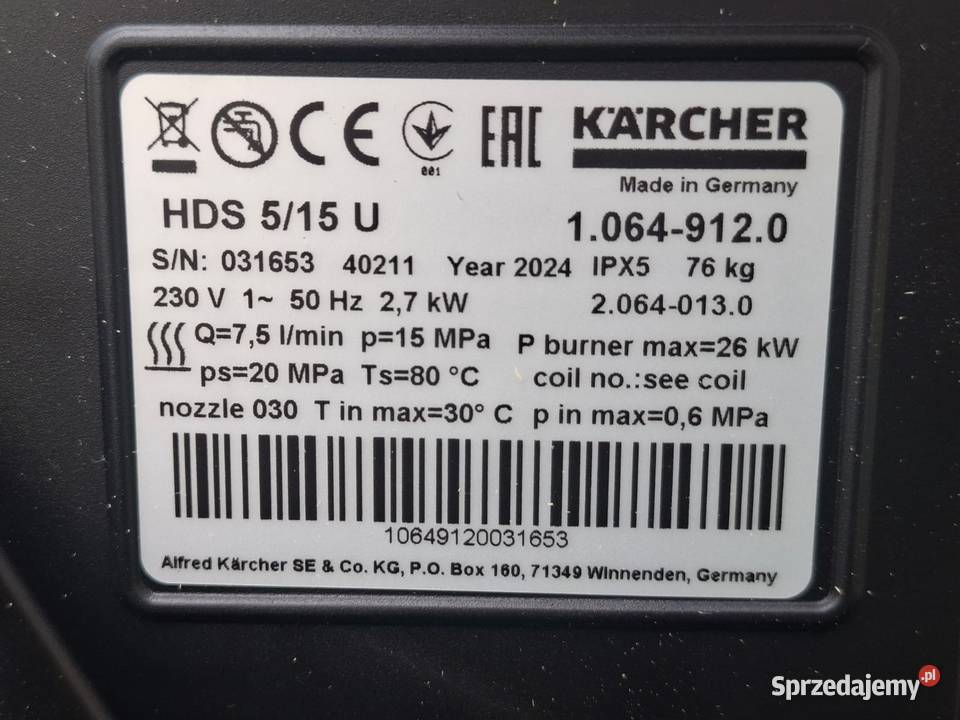 CE
001
EAC
KÄRCHER
Made in Germany
HDS 5/15 U 1.064-912.0
S/N: 031653 40211 Year 2024 IPX5 76 kg
230 V 1~ 50 Hz 2,7 kW 2.064-013.0
Q=7,5 l/min p=15 MPa P burner max=26 kW
ps=20 MPa Ts=80 °C coil no.:see coil
nozzle 030 T in max=30° C p in max=0,6 MPa
10649120031653
Alfred Kärcher SE & Co. KG, P.O. Box 160, 71349 Winnenden, Germany
Sprzedajemy.pl